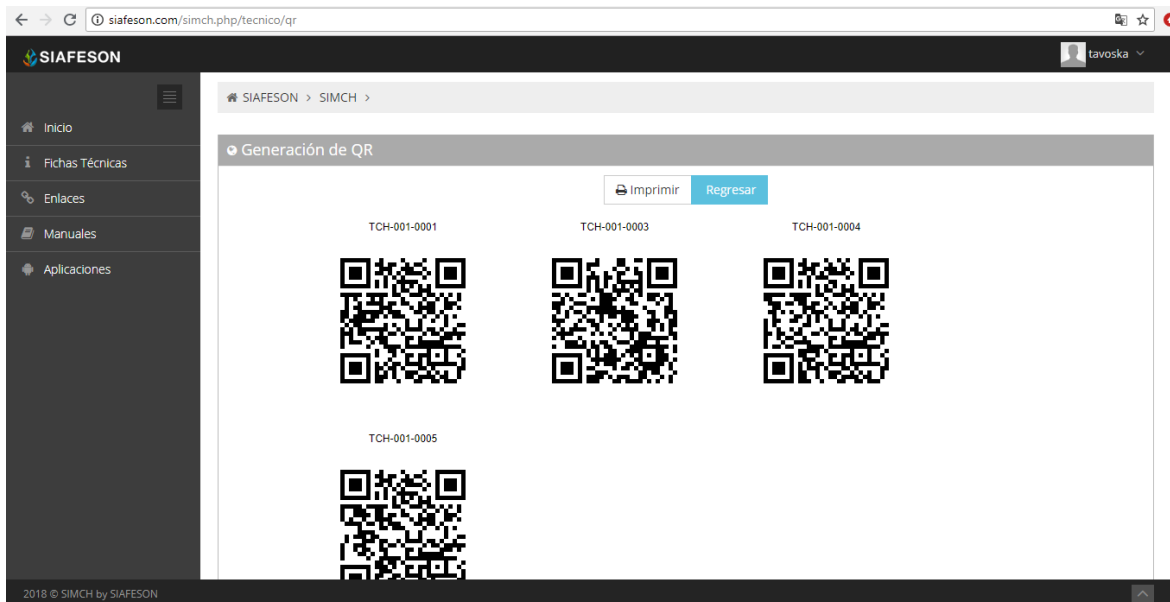 siafeson.com/simch.php/tecnico/qr
SIAFESON
tavoska
SIAFESON > SIMCH >
Inicio
Fichas Técnicas
Enlaces
Manuales
Aplicaciones
Generación de QR
Imprimir
Regresar
TCH-001-0001
TCH-001-0003
TCH-001-0004
TCH-001-0005
2018 © SIMCH by SIAFESON